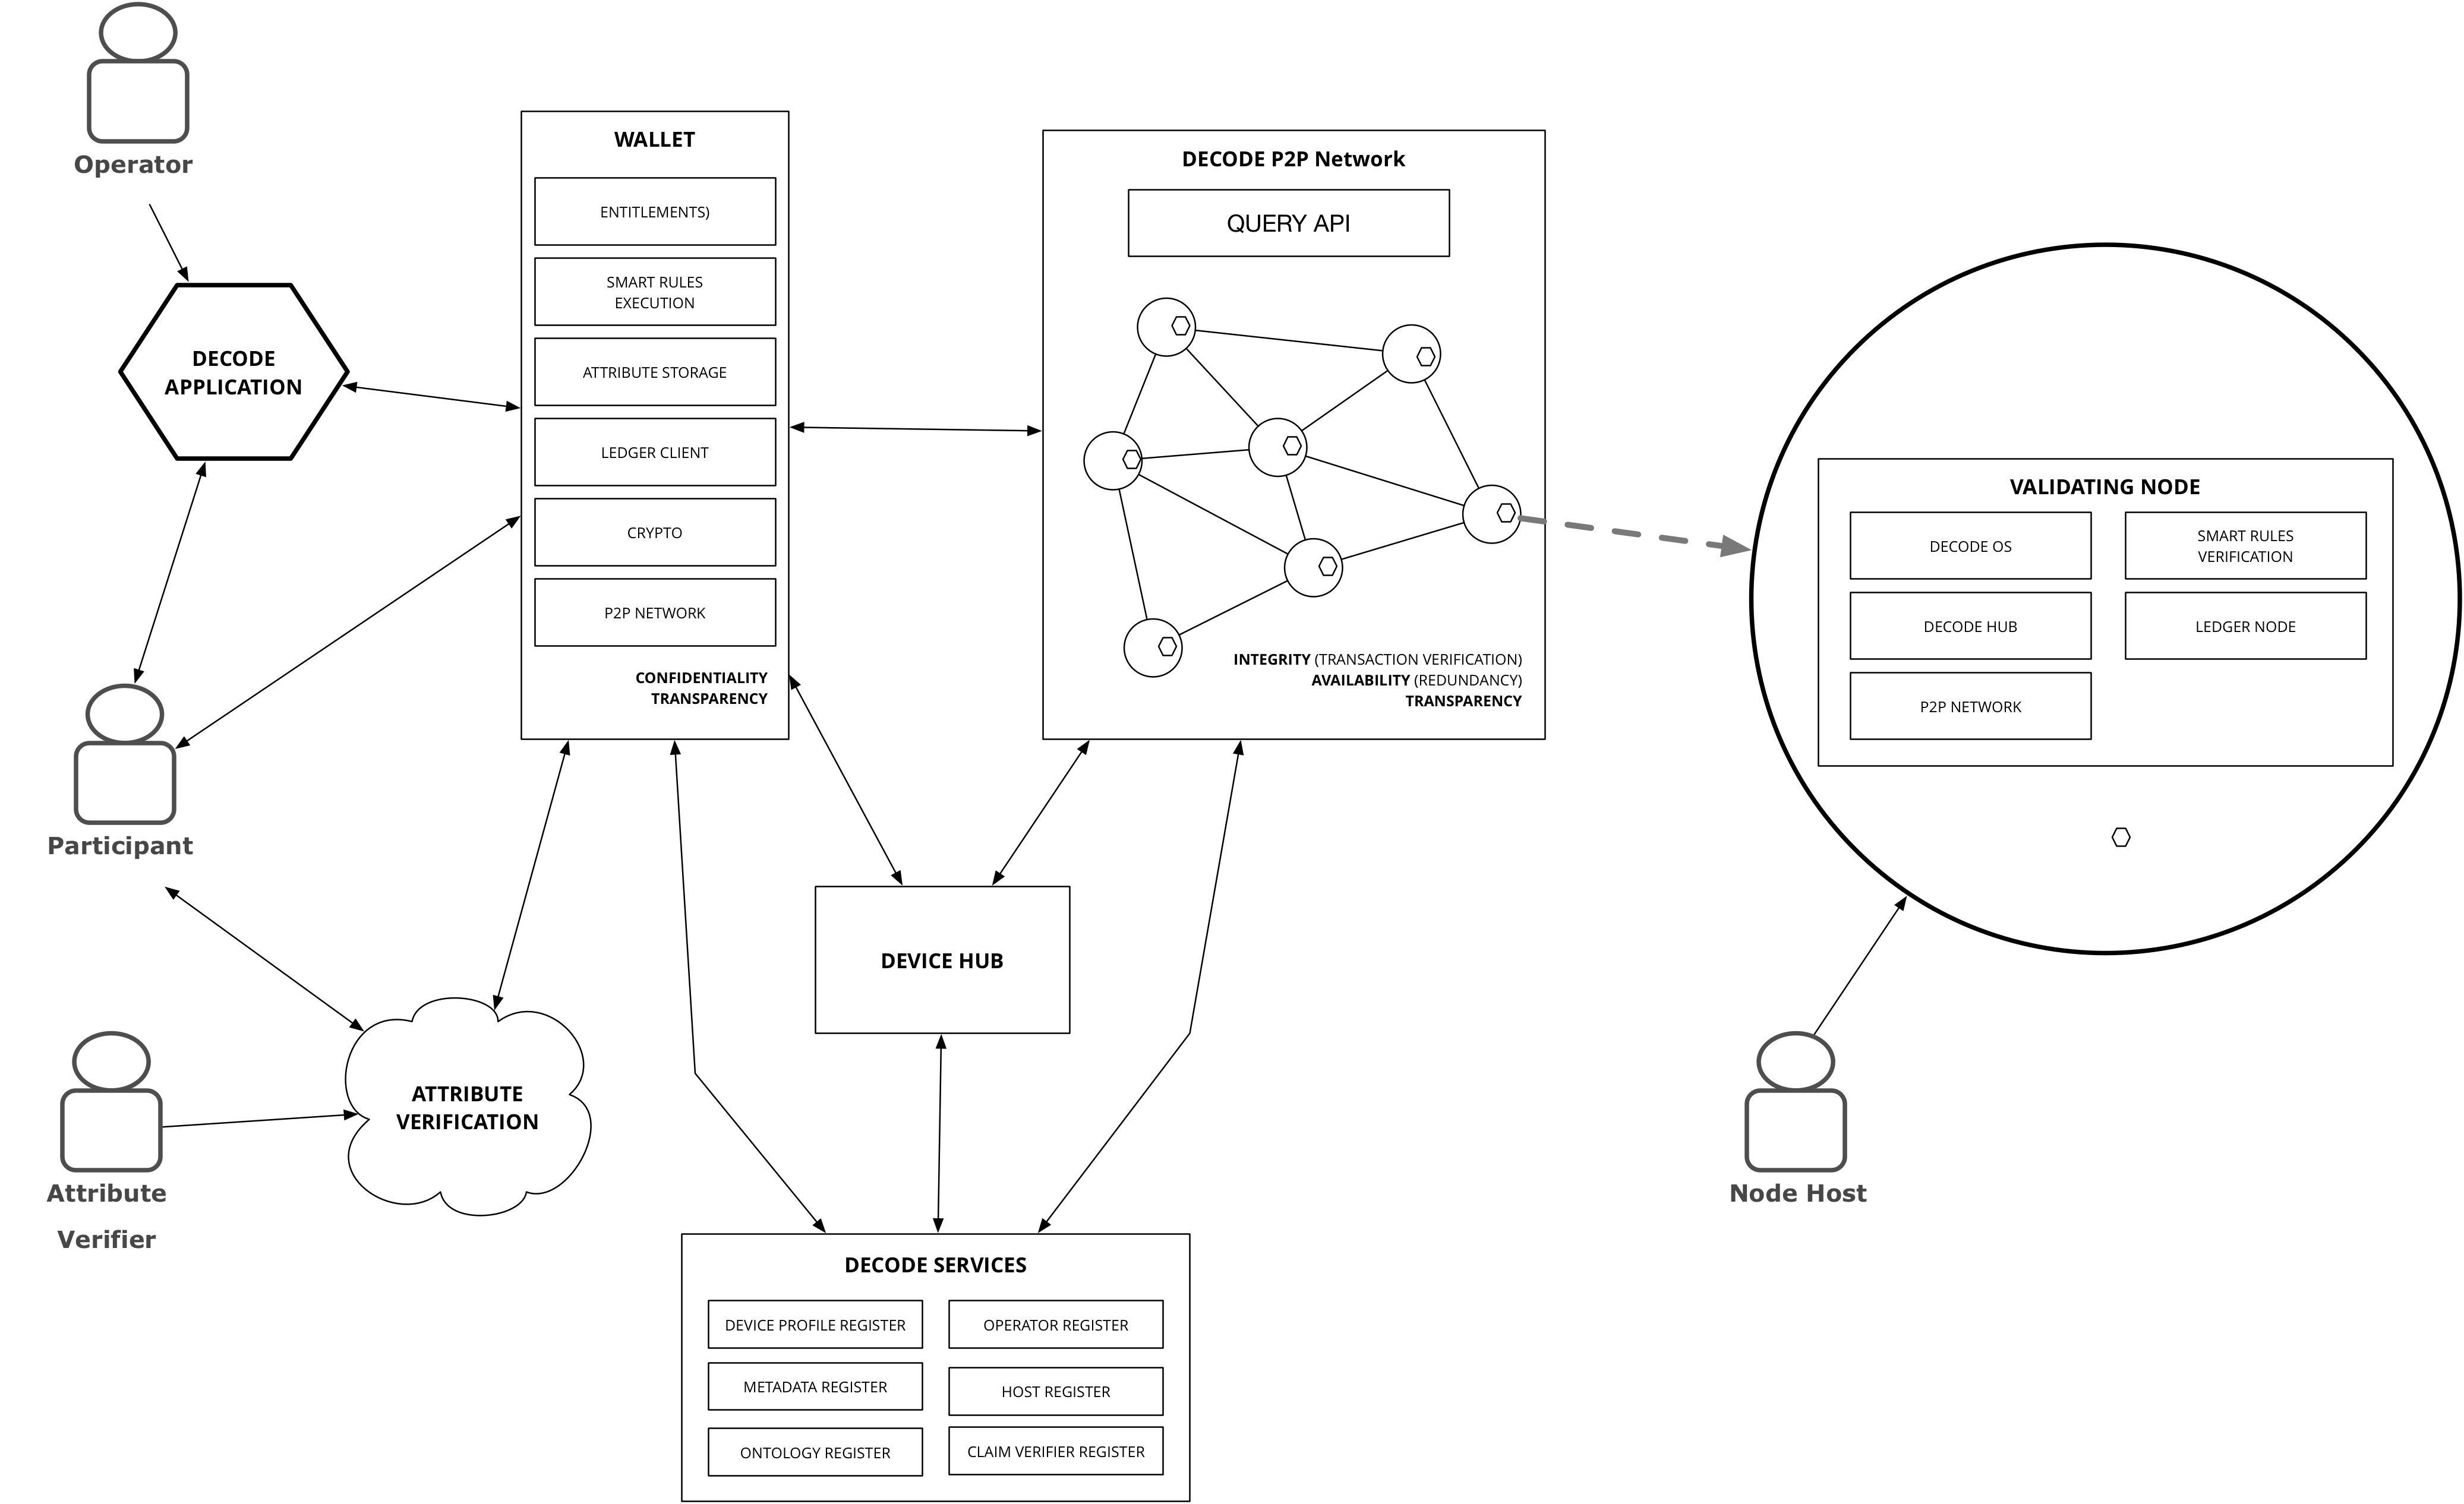 Operator
DECODE
APPLICATION
Participant
Attribute
Verifier
ATTRIBUTE
VERIFICATION
WALLET
ENTITLEMENTS)
SMART RULES
EXECUTION
ATTRIBUTE STORAGE
LEDGER CLIENT
CRYPTO
P2P NETWORK
CONFIDENTIALITY
TRANSPARENCY
DECODE P2P Network
QUERY API
INTEGRITY (TRANSACTION VERIFICATION)
AVAILABILITY (REDUNDANCY)
TRANSPARENCY
DEVICE HUB
DECODE SERVICES
DEVICE PROFILE REGISTER
OPERATOR REGISTER
METADATA REGISTER
HOST REGISTER
ONTOLOGY REGISTER
CLAIM VERIFIER REGISTER
VALIDATING NODE
DECODE OS
SMART RULES
VERIFICATION
DECODE HUB
LEDGER NODE
P2P NETWORK
Node Host